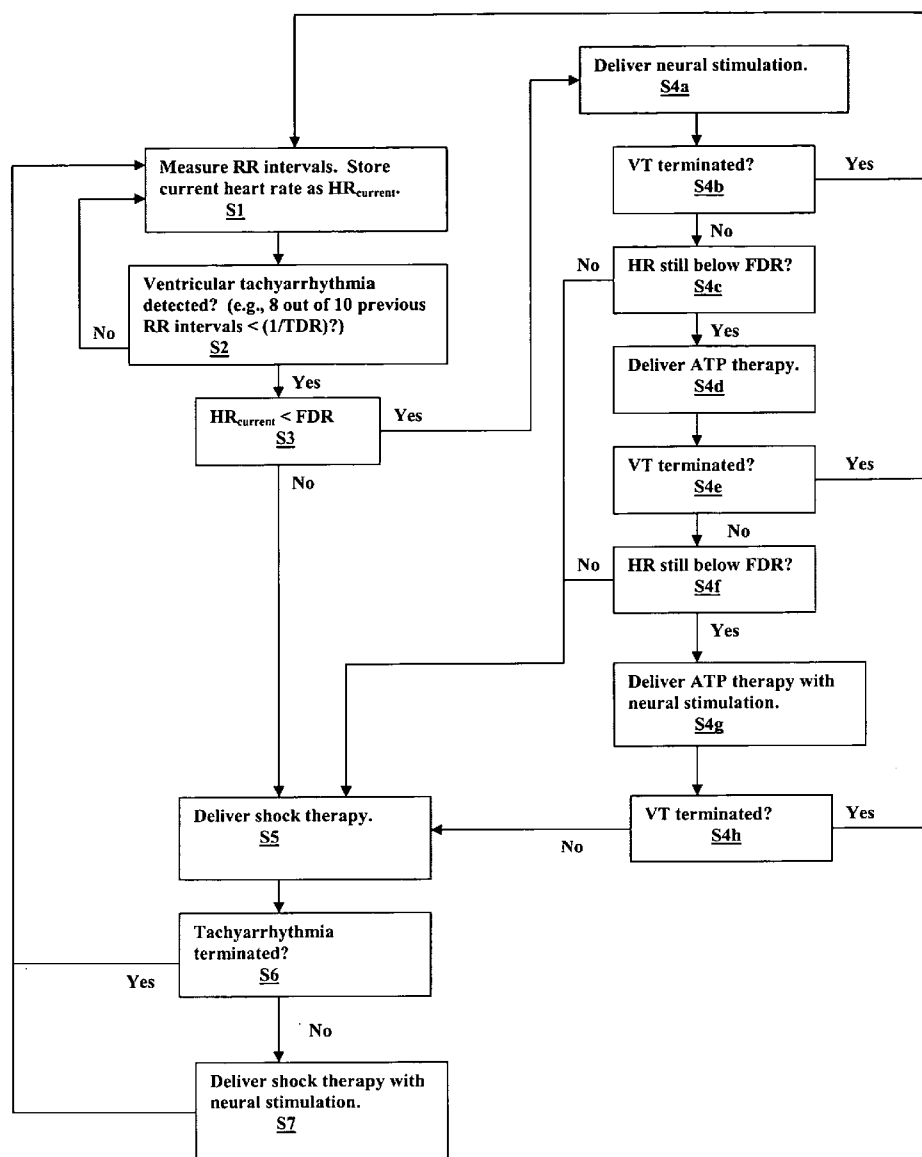 Measure RR intervals. Store
current heart rate as HRcurrent.
S1
Ventricular tachyarrhythmia
detected? (e.g., 8 out of 10 previous
RR intervals < (1/TDR)?)
S2
No
Yes
HRcurrent < FDR
S3
Yes
No
Deliver neural stimulation.
S4a
VT terminated?
S4b
Yes
No
HR still below FDR?
S4c
No
Yes
Deliver ATP therapy.
S4d
VT terminated?
S4e
Yes
No
HR still below FDR?
S4f
No
Yes
Deliver ATP therapy with
neural stimulation.
S4g
VT terminated?
S4h
Yes
No
Deliver shock therapy.
S5
Tachyarrhythmia
terminated?
S6
Yes
No
Deliver shock therapy with
neural stimulation.
S7